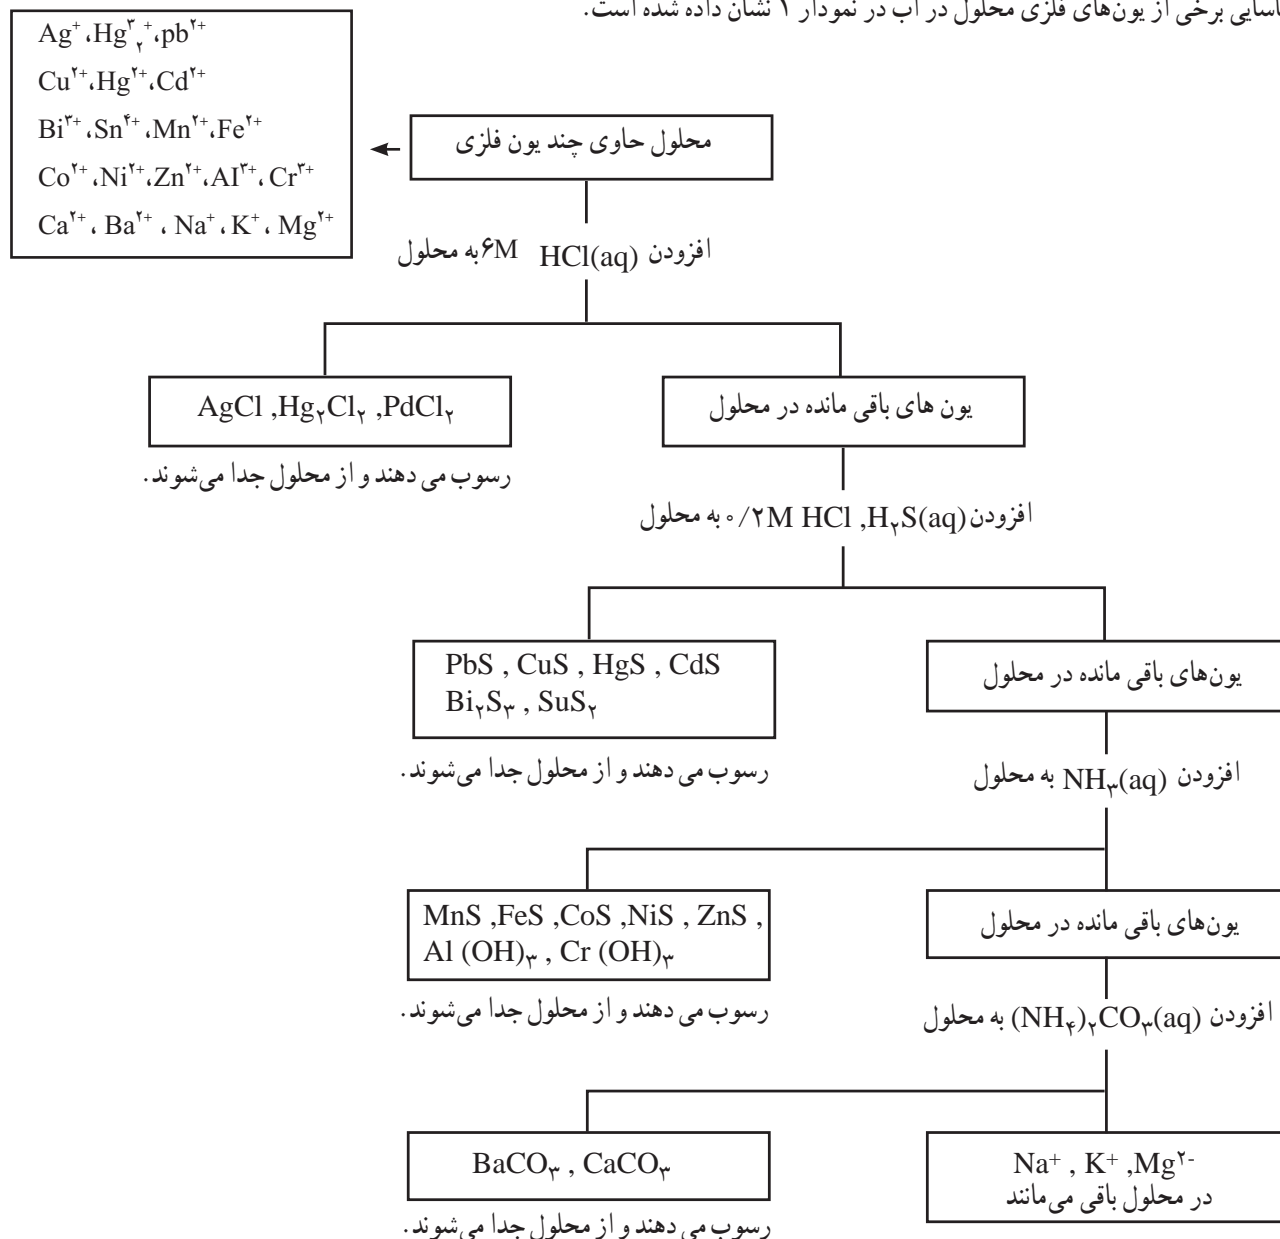 برخی از یون‌های فلزی محلول در آب در نمودار ۱ نشان داده شده است.
Ag⁺ ،Hg₂³⁺ ،pb²⁺
Cu²⁺،Hg²⁺،Cd²⁺
Bi³⁺ ،Sn⁴⁺ ،Mn²⁺،Fe²⁺
Co²⁺ ،Ni²⁺،Zn²⁺،AI³⁺، Cr³⁺
Ca²⁺ ، Ba²⁺ ، Na⁺ ، K⁺ ، Mg²⁺
محلول حاوی چند یون فلزی
افزودن HCl(aq) ۶M به محلول
AgCl ,Hg₂Cl₂ ,PdCl₂
رسوب می دهند و از محلول جدا می‌شوند.
یون های باقی مانده در محلول
افزودن ۰/۲M HCl ,H₂S(aq) به محلول
PbS , CuS , HgS , CdS
Bi₂S₃ , SuS₂
رسوب می دهند و از محلول جدا می‌شوند.
یون‌های باقی مانده در محلول
افزودن NH₃(aq) به محلول
MnS ,FeS ,CoS ,NiS , ZnS ,
Al (OH)₃ , Cr (OH)₃
رسوب می دهند و از محلول جدا می‌شوند.
یون‌های باقی مانده در محلول
افزودن (NH₄)₂CO₃(aq) به محلول
BaCO₃ , CaCO₃
رسوب می دهند و از محلول جدا می‌شوند.
Na⁺ , K⁺ ,Mg²⁻
در محلول باقی می‌مانند